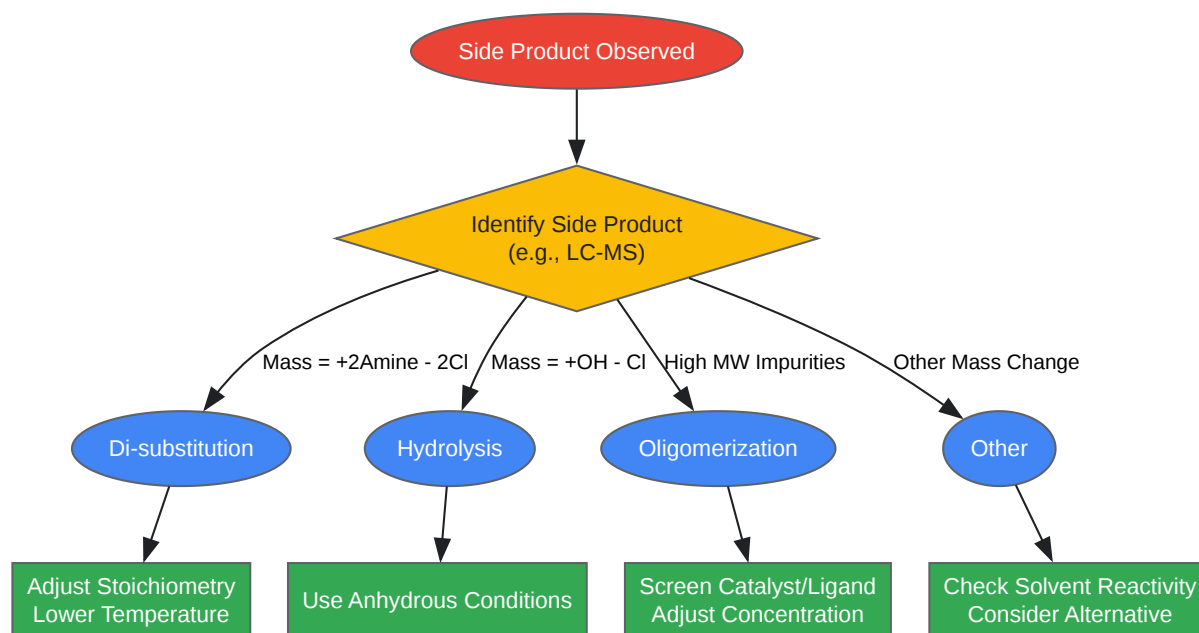 Side Product Observed
Identify Side Product
(e.g., LC-MS)
Mass = +2Amine - 2Cl
Mass = +OH - Cl
High MW Impurities
Other Mass Change
Di-substitution
Hydrolysis
Oligomerization
Other
Adjust Stoichiometry
Lower Temperature
Use Anhydrous Conditions
Screen Catalyst/Ligand
Adjust Concentration
Check Solvent Reactivity
Consider Alternative